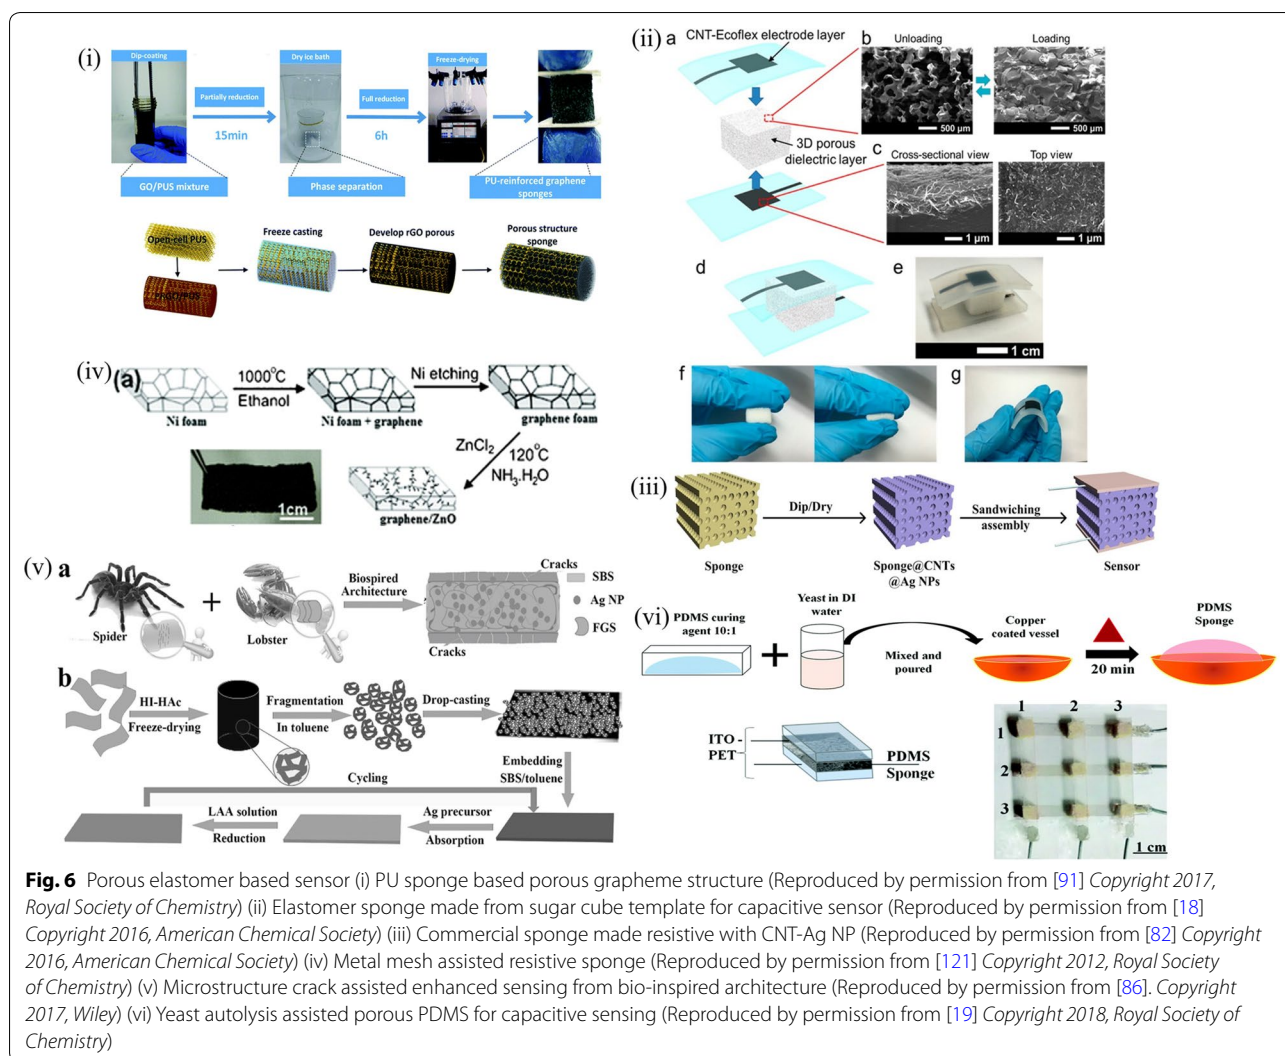 (i)
Dip-coating
Dry ice bath
Freeze-drying
Partially reduction
Full reduction
15min
6h
GO/PUS mixture
Phase separation
PU-reinforced graphene
sponges
Open-cell PUS
Freeze casting
Develop rGO porous
Porous structure
sponge
(ii)
a
CNT-Ecoflex electrode layer
3D porous
dielectric layer
b
Unloading
Loading
500 µm
500 µm
c
Cross-sectional view
Top view
1 µm
1 µm
d
e
1 cm
f
g
(iii)
Dip/Dry
Sandwiching
assembly
Sponge
Sponge@CNTs
@Ag NPs
Sensor
(iv)
(a)
1000°C
Ethanol
Ni etching
Ni foam
Ni foam + graphene
graphene foam
ZnCl2
120°C
NH3.H2O
1cm
graphene/ZnO
(v)
a
Spider
+
Lobster
Biospired
Architecture
Cracks
SBS
Ag NP
FGS
Cracks
b
HI-HAc
Freeze-drying
Fragmentation
In toluene
Drop-casting
Embedding
SBS/toluene
Cycling
LAA solution
Reduction
Ag precursor
Absorption
(vi)
PDMS curing
agent 10:1
+
Yeast in DI
water
Mixed and
poured
Copper
coated vessel
20 min
PDMS
Sponge
ITO
PET
PDMS
Sponge
1 2 3
1
2
3
1 cm
Fig. 6 Porous elastomer based sensor (i) PU sponge based porous grapheme structure (Reproduced by permission from [91] Copyright 2017,
Royal Society of Chemistry) (ii) Elastomer sponge made from sugar cube template for capacitive sensor (Reproduced by permission from [18]
Copyright 2016, American Chemical Society) (iii) Commercial sponge made resistive with CNT-Ag NP (Reproduced by permission from [82] Copyright
2016, American Chemical Society) (iv) Metal mesh assisted resistive sponge (Reproduced by permission from [121] Copyright 2012, Royal Society
of Chemistry) (v) Microstructure crack assisted enhanced sensing from bio-inspired architecture (Reproduced by permission from [86]. Copyright
2017, Wiley) (vi) Yeast autolysis assisted porous PDMS for capacitive sensing (Reproduced by permission from [19] Copyright 2018, Royal Society of
Chemistry)